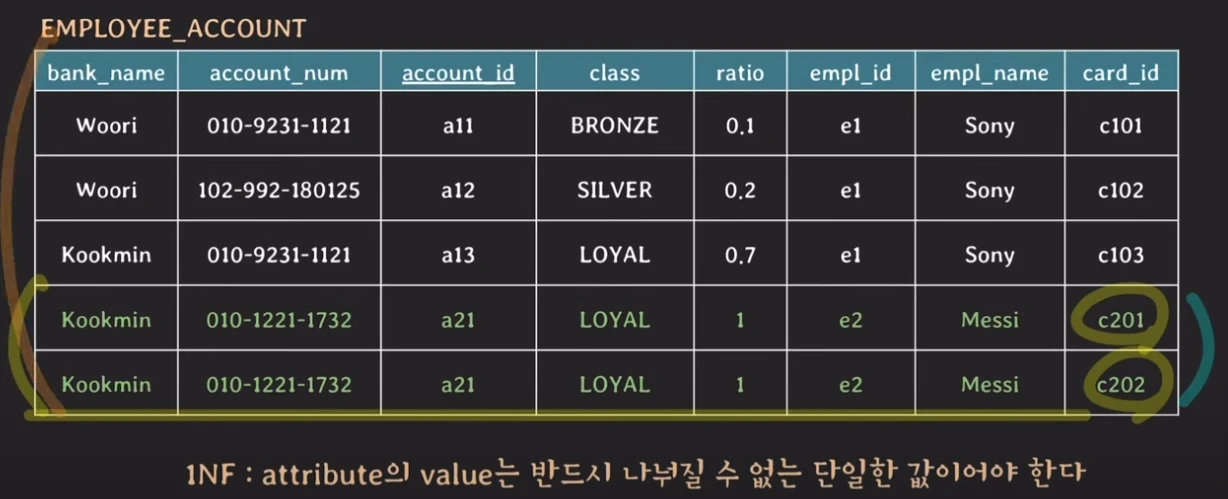 EMPLOYEE_ACCOUNT
bank_name account_num account_id class ratio empl_id empl_name card_id
Woori 010-9231-1121 a11 BRONZE 0.1 e1 Sony c101
Woori 102-992-180125 a12 SILVER 0.2 e1 Sony c102
Kookmin 010-9231-1121 a13 LOYAL 0.7 e1 Sony c103
Kookmin 010-1221-1732 a21 LOYAL 1 e2 Messi c201
Kookmin 010-1221-1732 a21 LOYAL 1 e2 Messi c202
1NF : attribute의 value는 반드시 나눠질 수 없는 단일한 값이어야 한다